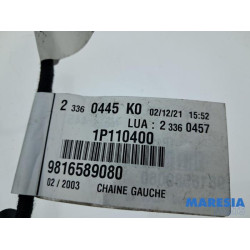 2 336 0445 K0 02/12/21 15:52
LUA : 2 336 0457
1P110400
9816589080
02 / 2003 CHAINE GAUCHE
MARESIA